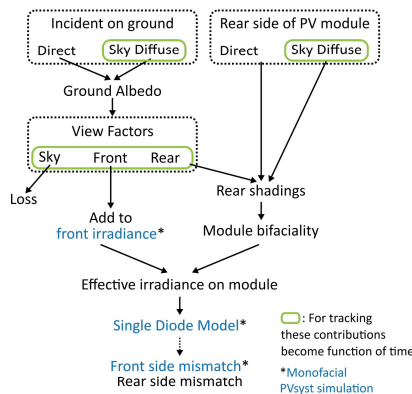 Incident on ground
Direct
Sky Diffuse
Rear side of PV module
Direct
Sky Diffuse
Ground Albedo
View Factors
Sky
Front
Rear
Loss
Rear shadings
Add to
front irradiance*
Module bifaciality
Effective irradiance on module
Single Diode Model*
Front side mismatch*
Rear side mismatch
: For tracking
these contributions
become function of time
*Monofacial
PVsyst simulation